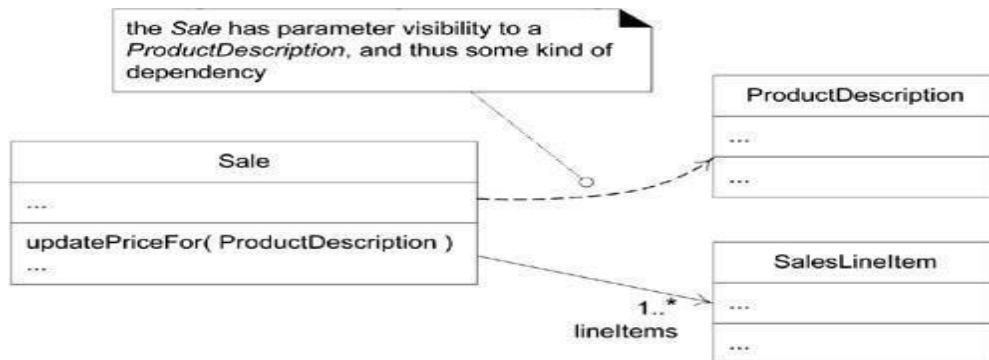 the Sale has parameter visibility to a
ProductDescription, and thus some kind of
dependency
ProductDescription
...
...
Sale
...
updatePriceFor( ProductDescription )
...
SalesLineItem
...
...
1..*
lineItems